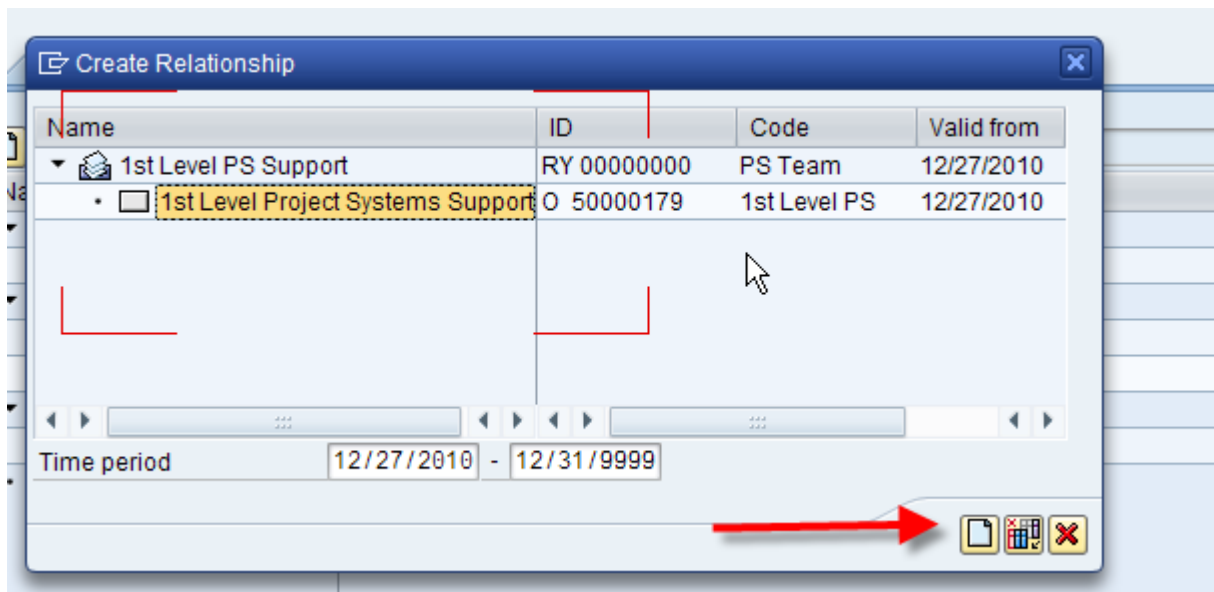 Create Relationship
Name ID Code Valid from
1st Level PS Support RY 00000000 PS Team 12/27/2010
1st Level Project Systems Support O 50000179 1st Level PS 12/27/2010
Time period 12/27/2010 - 12/31/9999